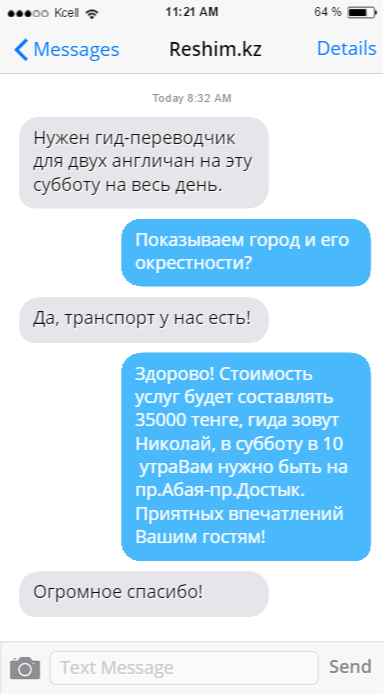 Kcell 11:21 AM 64 %
Messages Reshim.kz Details
Today 8:32 AM
Нужен гид-переводчик
для двух англичан на эту
субботу на весь день.
Показываем город и его
окрестности?
Да, транспорт у нас есть!
Здорово! Стоимость
услуг будет составлять
35000 тенге, гида зовут
Николай, в субботу в 10
утраВам нужно быть на
пр.Абая-пр.Достык.
Приятных впечатлений
Вашим гостям!
Огромное спасибо!
Text Message Send